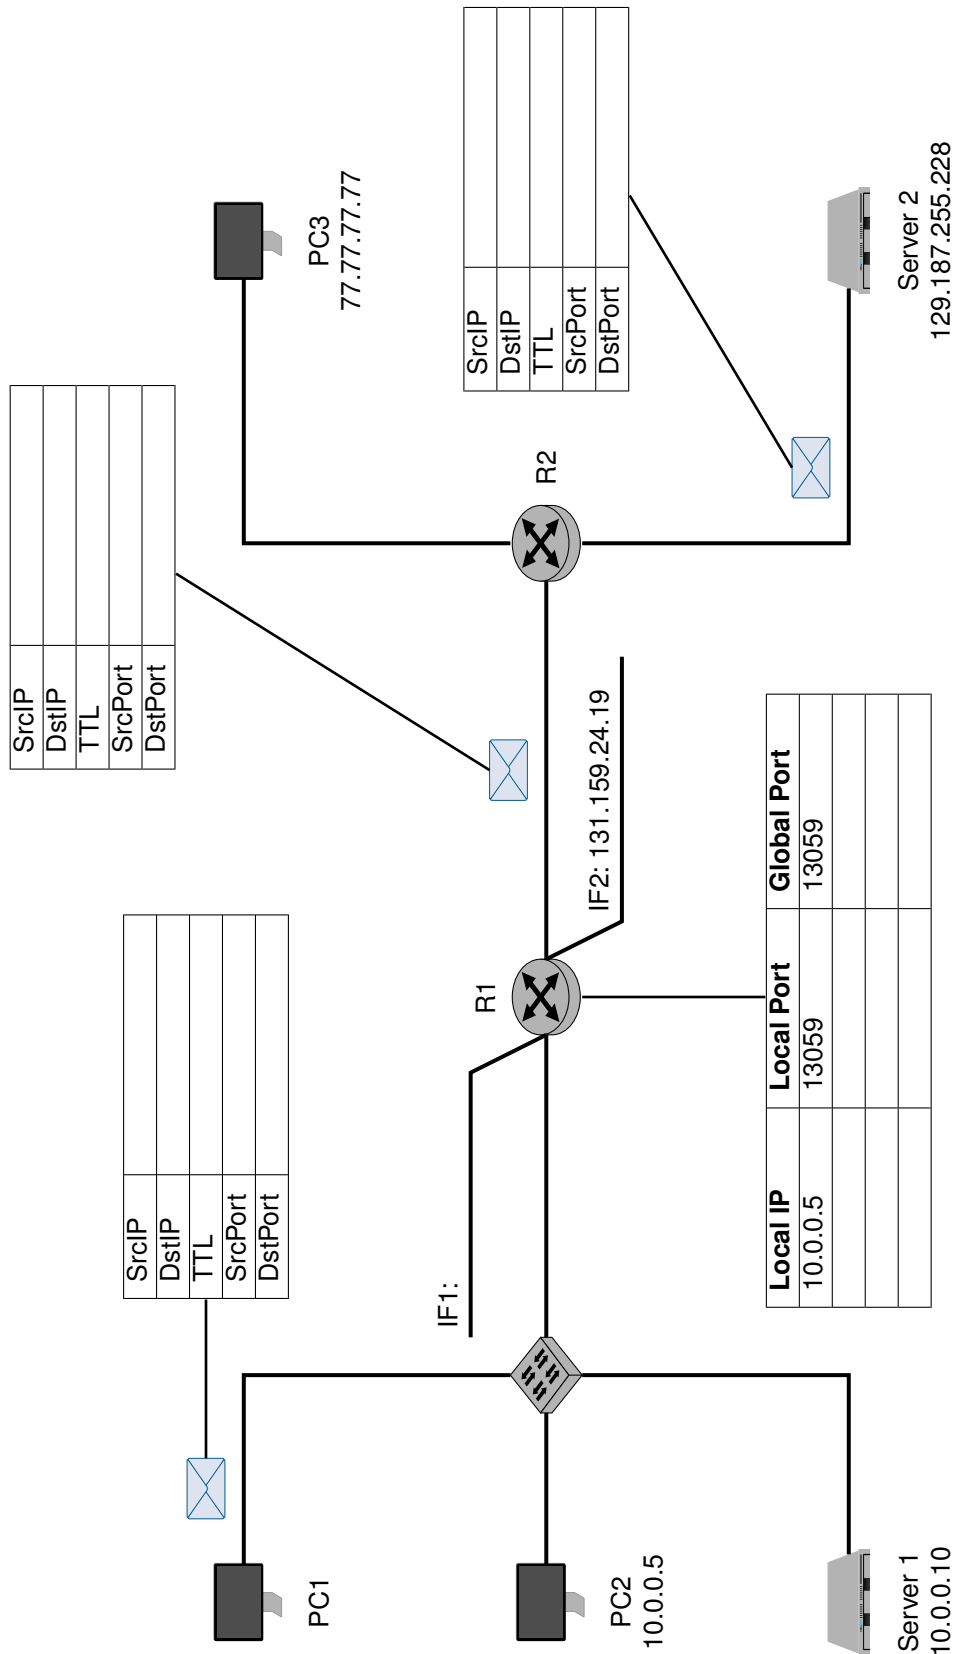 SrcIP
DstIP
TTL
SrcPort
DstPort
SrcIP
DstIP
TTL
SrcPort
DstPort
SrcIP
DstIP
TTL
SrcPort
DstPort
PC1
PC2
10.0.0.5
Server 1
10.0.0.10
IF1:
R1
IF2: 131.159.24.19
R2
PC3
77.77.77.77
Server 2
129.187.255.228
Local IP Local Port Global Port
10.0.0.5 13059 13059